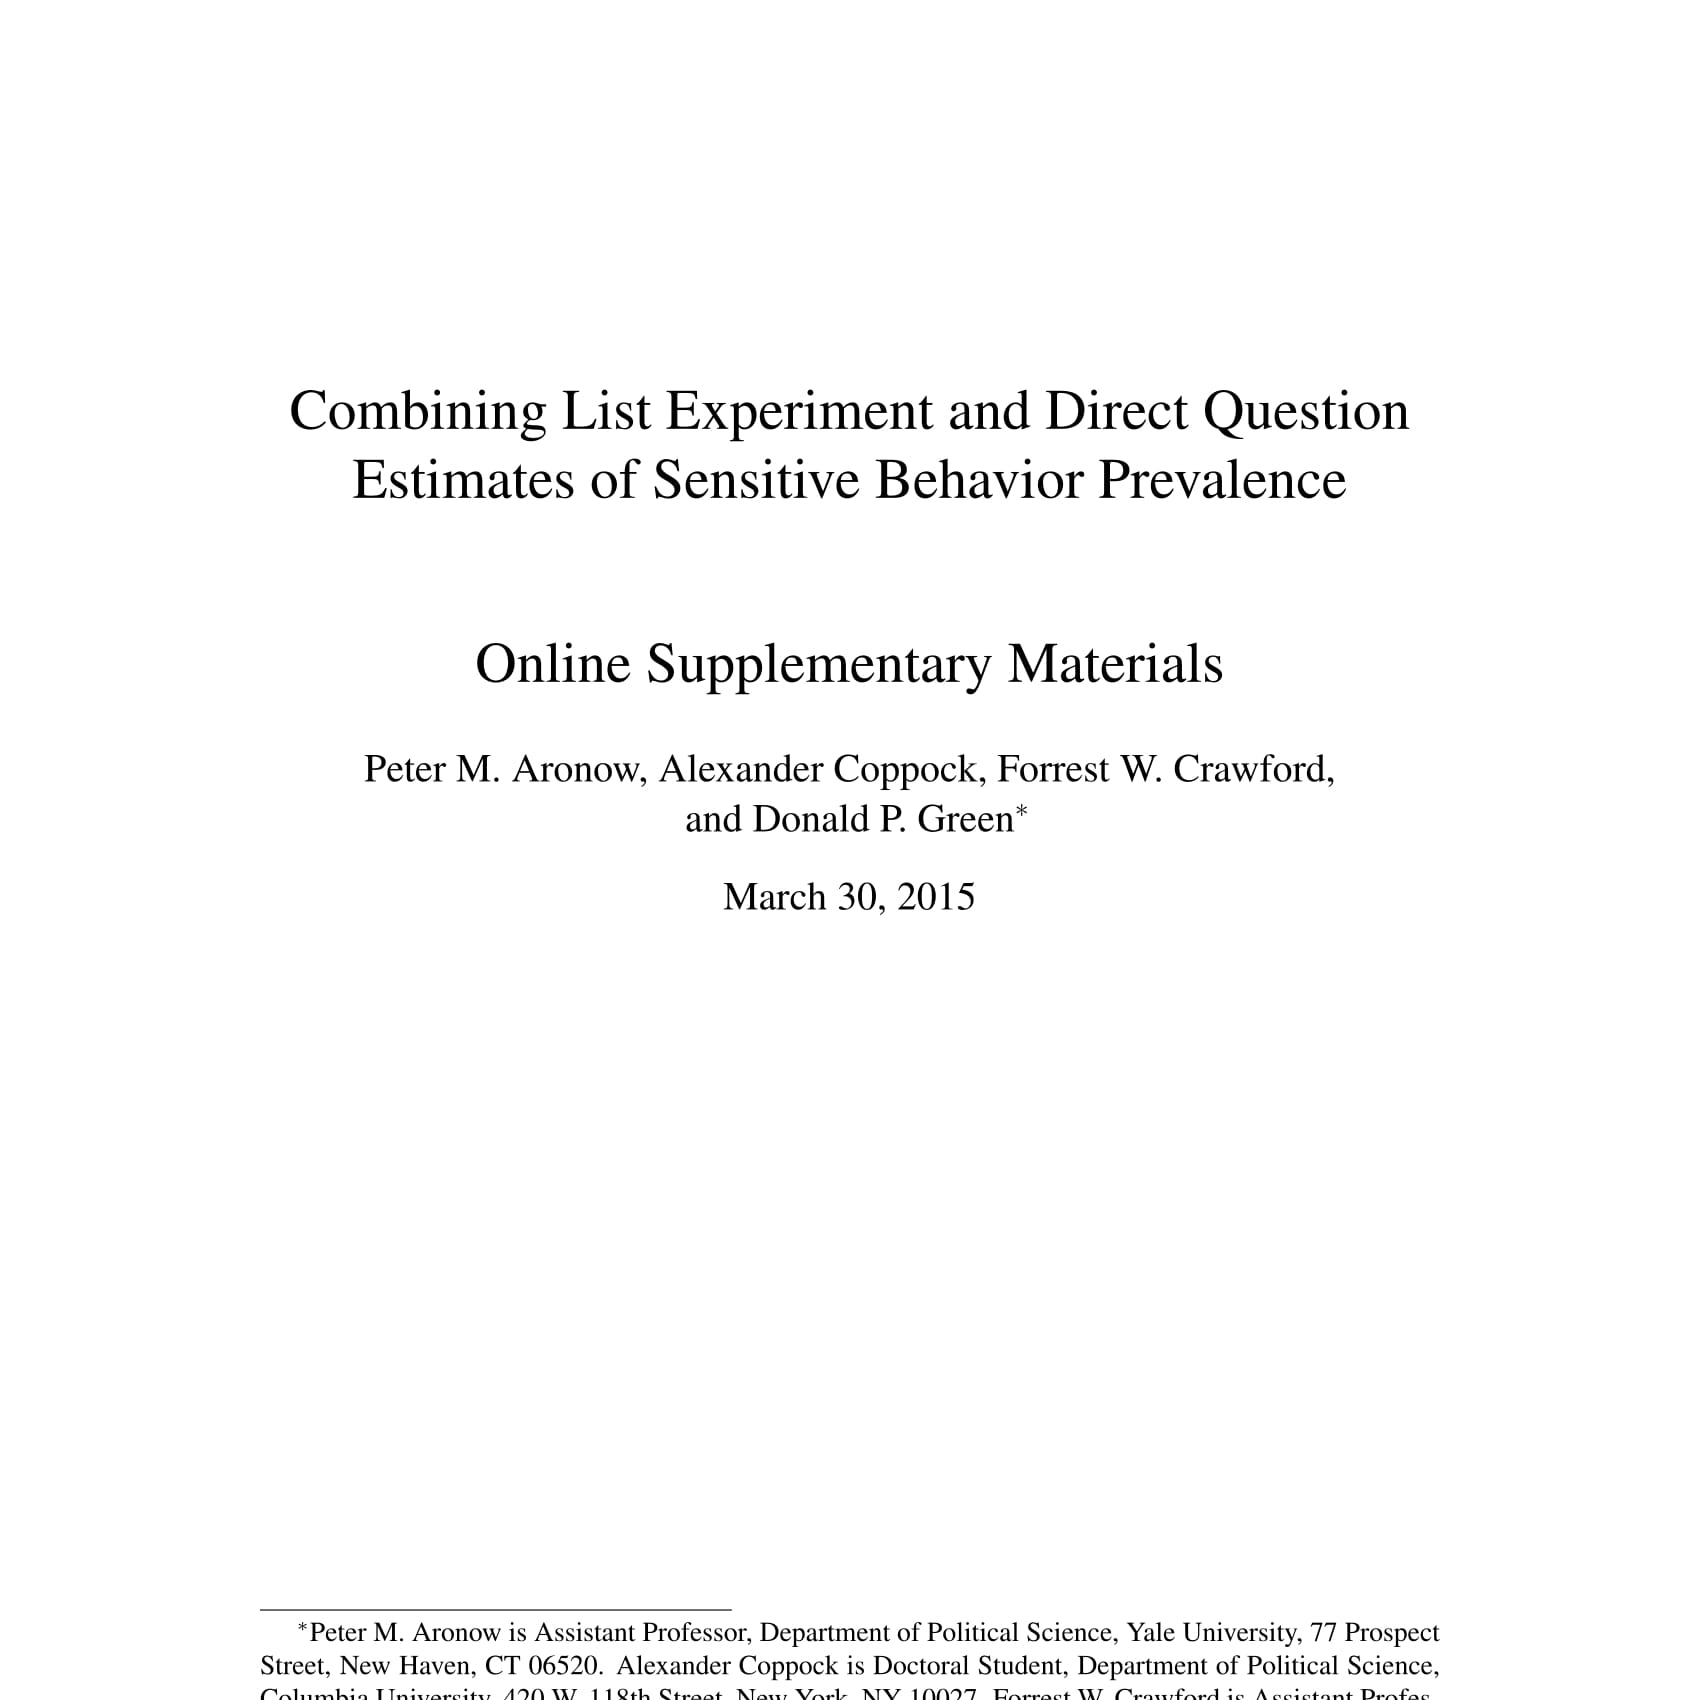 Combining List Experiment and Direct Question
Estimates of Sensitive Behavior Prevalence
Online Supplementary Materials
Peter M. Aronow, Alexander Coppock, Forrest W. Crawford,
and Donald P. Green*
March 30, 2015
*Peter M. Aronow is Assistant Professor, Department of Political Science, Yale University, 77 Prospect
Street, New Haven, CT 06520. Alexander Coppock is Doctoral Student, Department of Political Science,
Columbia University, 420 W. 118th Street, New York, NY 10027. Forrest W. Crawford is Assistant Profes-